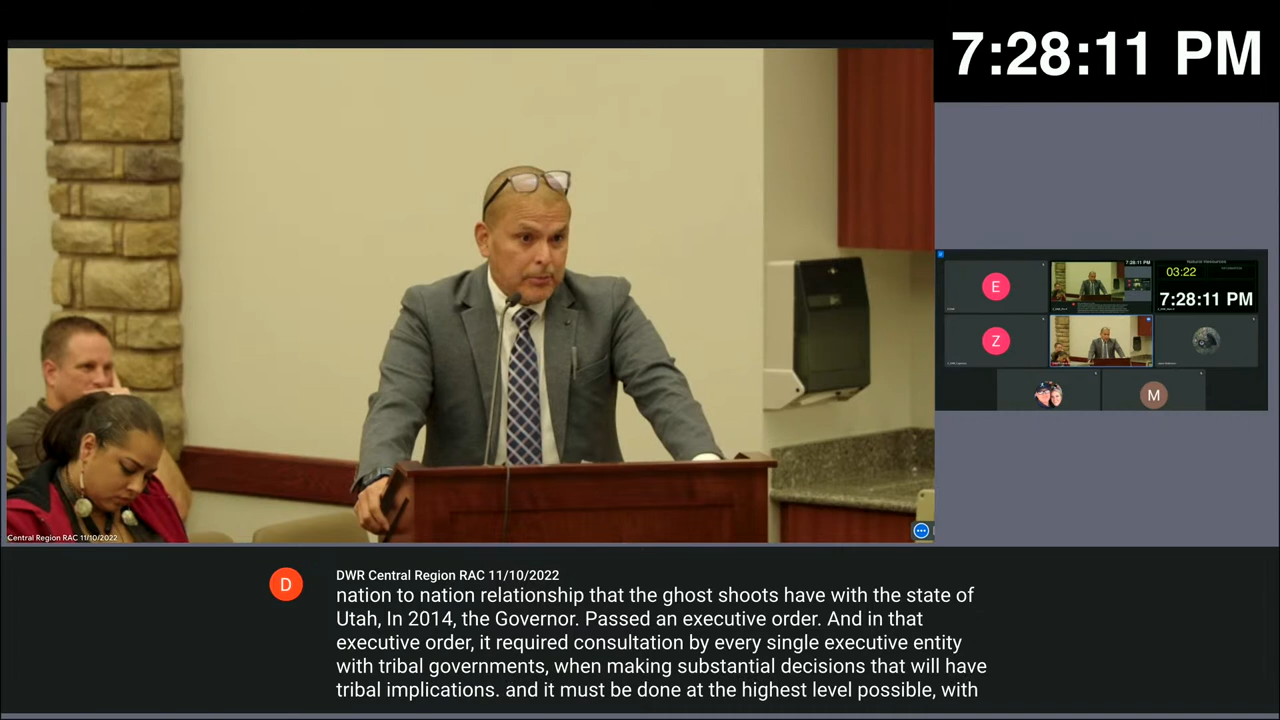 7:28:11 PM
E
7:28:11 PM
03:22
7:28:11 PM
Z
M
Central Region RAC 11/10/2022
D
DWR Central Region RAC 11/10/2022
nation to nation relationship that the ghost shoots have with the state of
Utah, In 2014, the Governor. Passed an executive order. And in that
executive order, it required consultation by every single executive entity
with tribal governments, when making substantial decisions that will have
tribal implications. and it must be done at the highest level possible, with